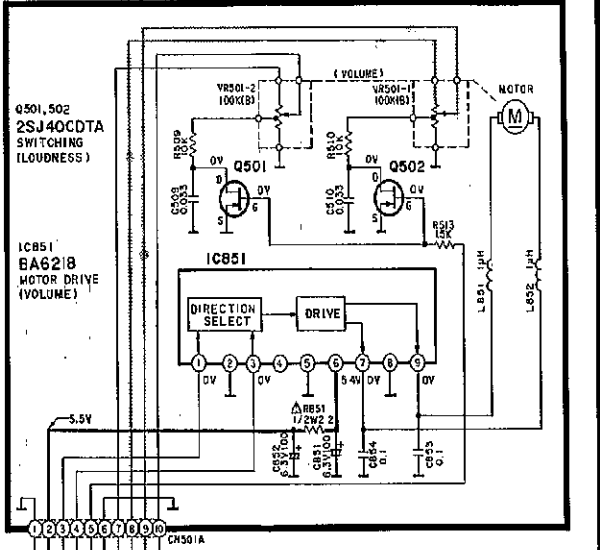 VR501-2
100K(B)
(VOLUME)
VR501-1
100K(B)
MOTOR
M
Q501,502
2SJ40CDTA
SWITCHING
(LOUDNESS)
R509
10K
0V
Q501
D
0V
G
S
C509
0.033
R510
10K
0V
Q502
D
0V
G
S
C510
0.033
R513
15K
L851 1μH
L852 1μH
IC851
BA6218
MOTOR DRIVE
(VOLUME)
IC851
DIRECTION
SELECT
DRIVE
1 2 3 4 5 6 7 8 9
0V 0V 5.4V 0V 0V
5.5V
R851
1/2W2.2
C852
6.3V100
C851
6.3V100
C854
0.1
C853
0.1
1 2 3 4 5 6 7 8 9 10
CN501A